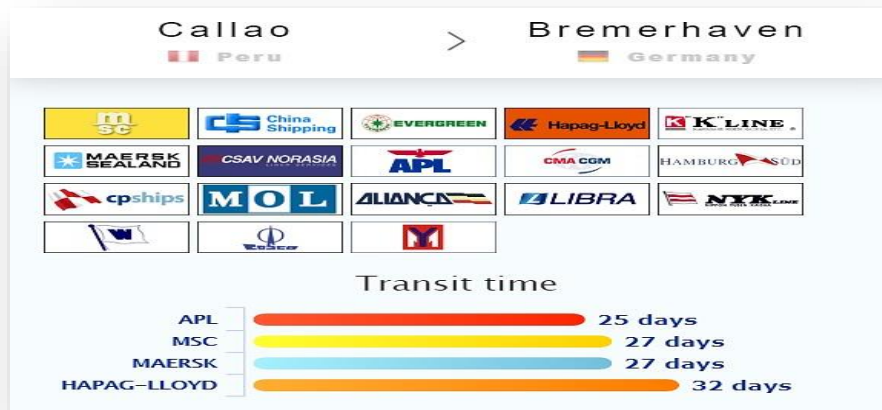 Callao > Bremerhaven
Peru Germany
msc China Shipping EVERGREEN Hapag-Lloyd K "K" LINE
MAERSK SEALAND CSAV NORASIA APL CMA CGM HAMBURG SÜD
cpships MOL ALIANÇA LIBRA NYK LINE
W COSCO YM
Transit time
APL 25 days
MSC 27 days
MAERSK 27 days
HAPAG-LLOYD 32 days